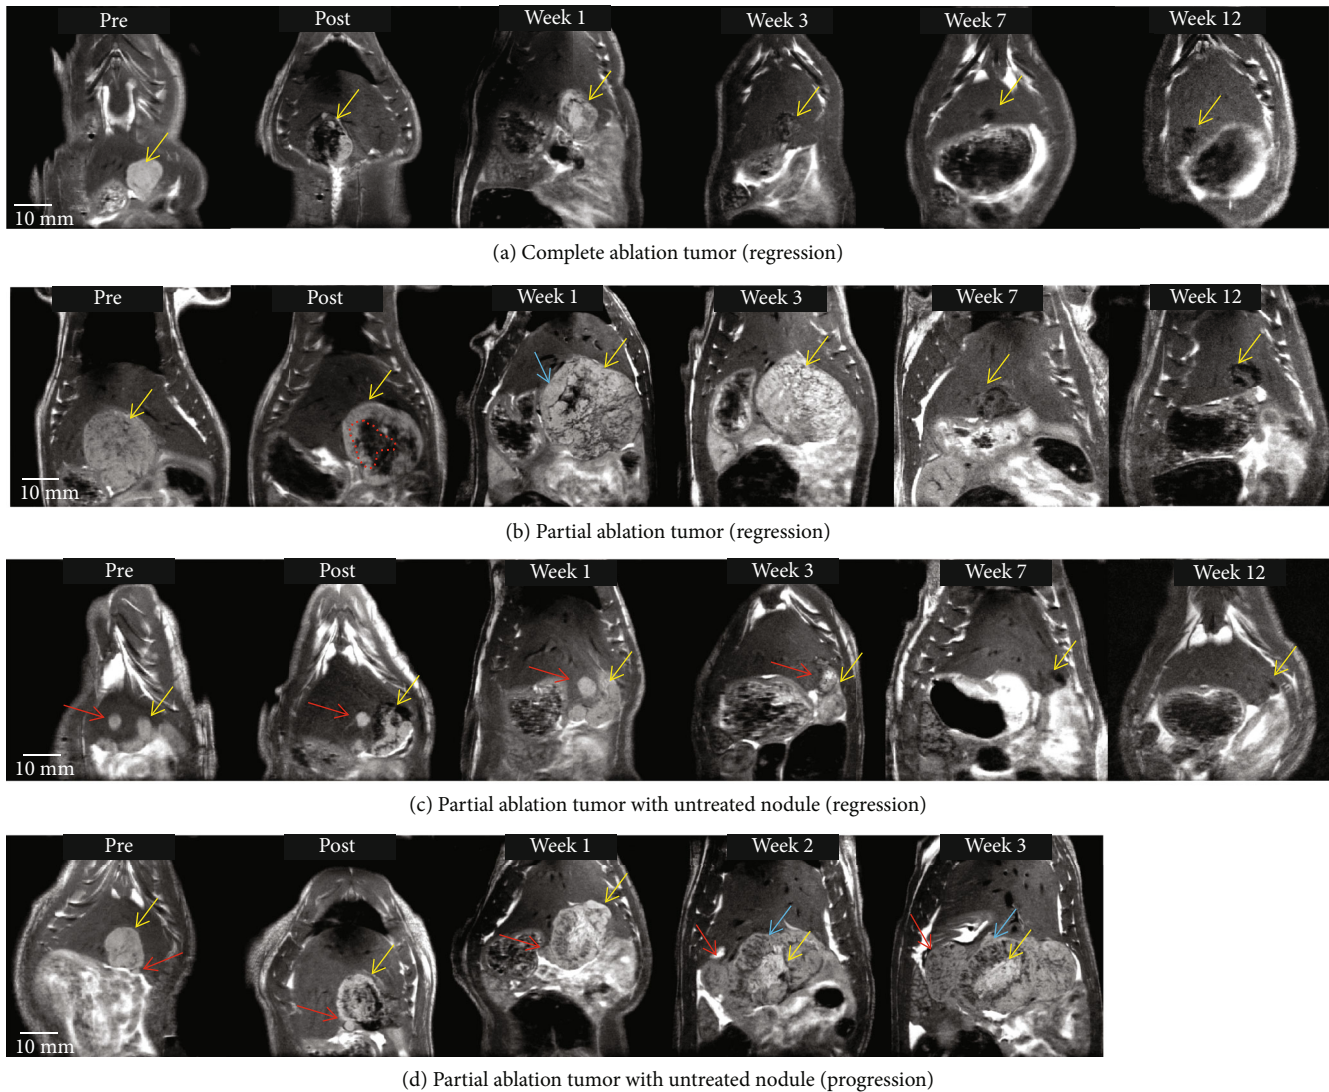 Pre Post Week 1 Week 3 Week 7 Week 12
10 mm
(a) Complete ablation tumor (regression)
Pre Post Week 1 Week 3 Week 7 Week 12
10 mm
(b) Partial ablation tumor (regression)
Pre Post Week 1 Week 3 Week 7 Week 12
10 mm
(c) Partial ablation tumor with untreated nodule (regression)
Pre Post Week 1 Week 2 Week 3
10 mm
(d) Partial ablation tumor with untreated nodule (progression)